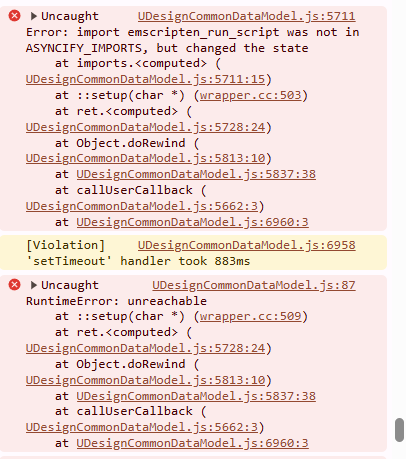 Uncaught UDesignCommonDataModel.js:5711
Error: import emscripten_run_script was not in
ASYNCIFY_IMPORTS, but changed the state
at imports.<computed> (
UDesignCommonDataModel.js:5711:15)
at ::setup(char *) (wrapper.cc:503)
at ret.<computed> (
UDesignCommonDataModel.js:5728:24)
at Object.doRewind (
UDesignCommonDataModel.js:5813:10)
at UDesignCommonDataModel.js:5837:38
at callUserCallback (
UDesignCommonDataModel.js:5662:3)
at UDesignCommonDataModel.js:6960:3
[Violation] UDesignCommonDataModel.js:6958
'setTimeout' handler took 883ms
Uncaught UDesignCommonDataModel.js:87
RuntimeError: unreachable
at ::setup(char *) (wrapper.cc:509)
at ret.<computed> (
UDesignCommonDataModel.js:5728:24)
at Object.doRewind (
UDesignCommonDataModel.js:5813:10)
at UDesignCommonDataModel.js:5837:38
at callUserCallback (
UDesignCommonDataModel.js:5662:3)
at UDesignCommonDataModel.js:6960:3